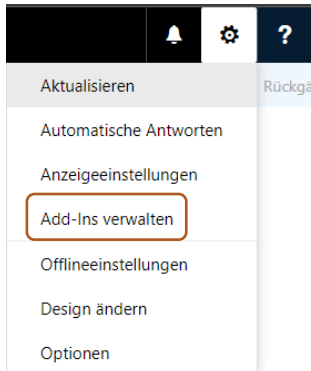 ?
Aktualisieren
Rückgä
Automatische Antworten
Anzeigeeinstellungen
Add-Ins verwalten
Offlineeinstellungen
Design ändern
Optionen